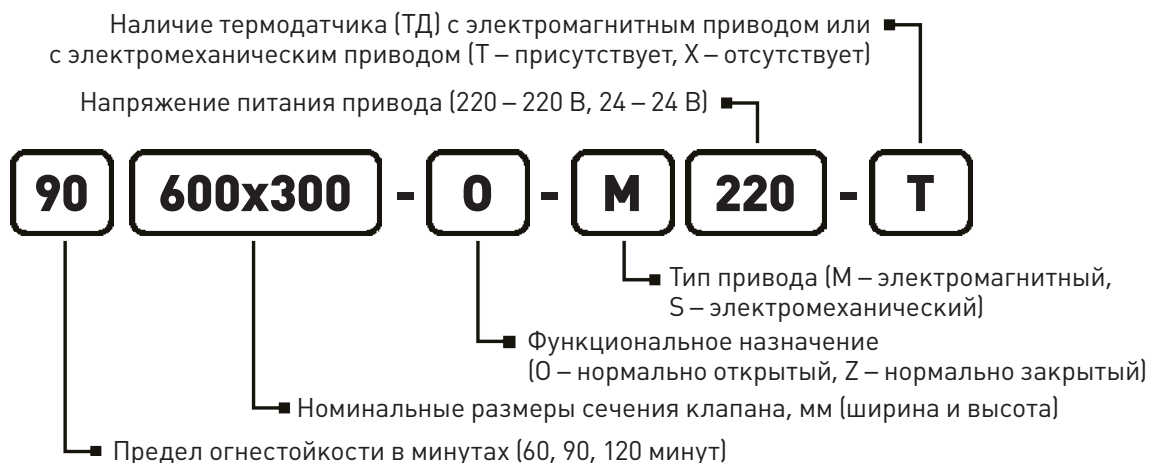 Наличие термодатчика (ТД) с электромагнитным приводом или
с электромеханическим приводом (Т – присутствует, Х – отсутствует)
Напряжение питания привода (220 – 220 В, 24 – 24 В)
90 600x300 - O - M 220 - T
Тип привода (М – электромагнитный,
S – электромеханический)
Функциональное назначение
(О – нормально открытый, Z – нормально закрытый)
Номинальные размеры сечения клапана, мм (ширина и высота)
Предел огнестойкости в минутах (60, 90, 120 минут)